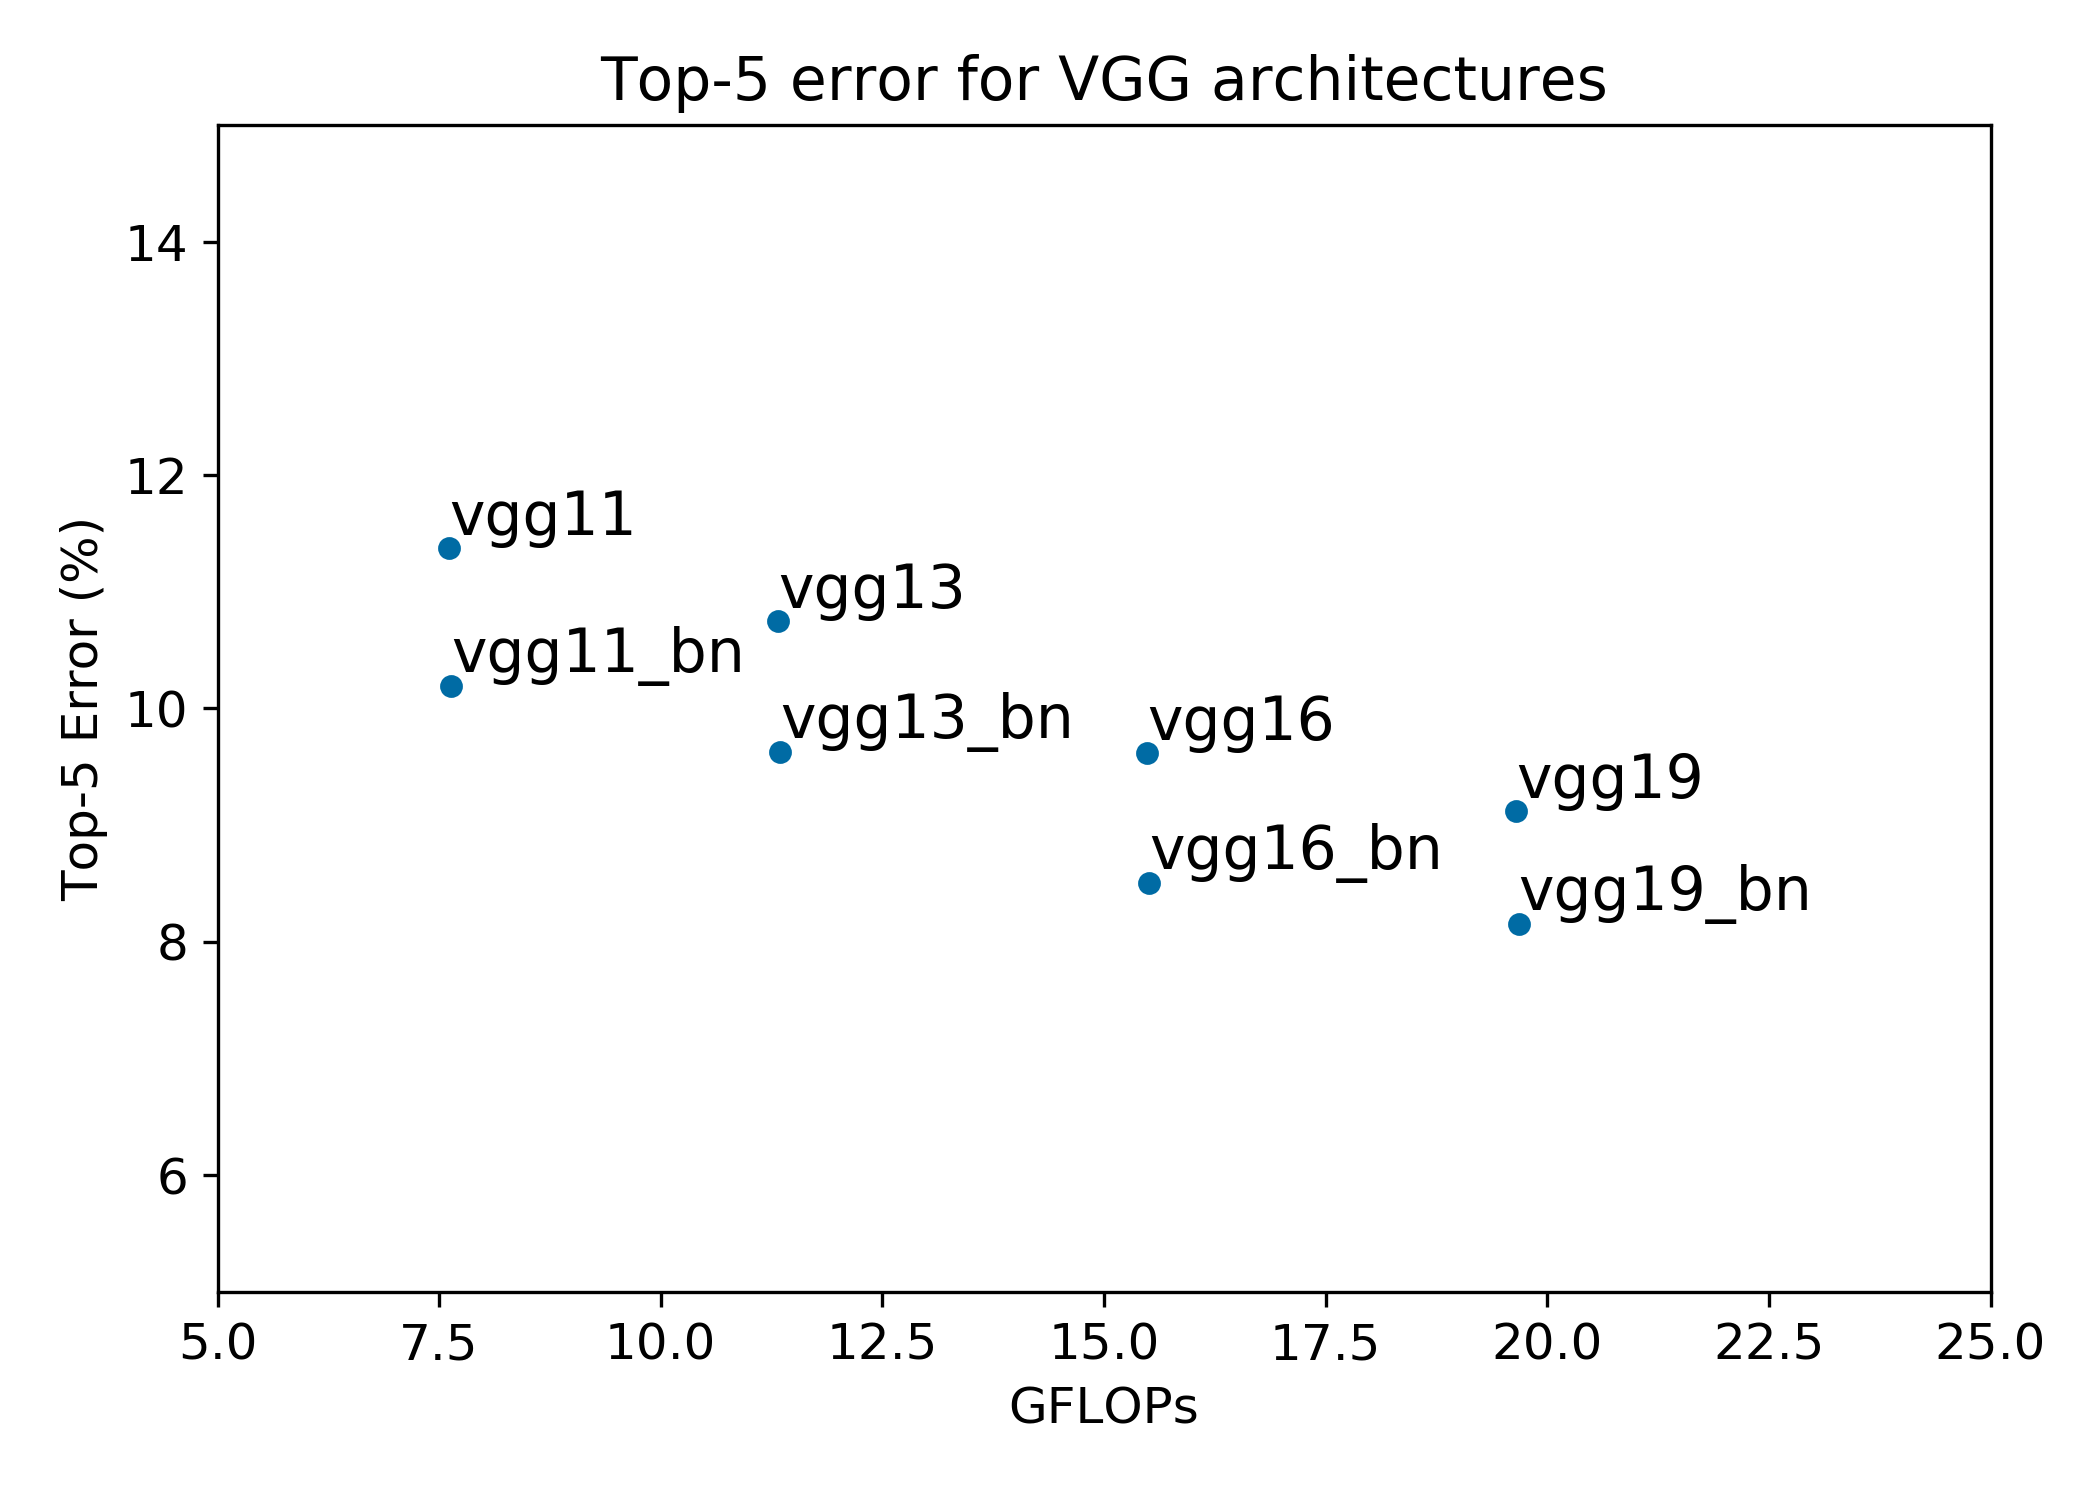 Top-5 error for VGG architectures
14
12
10
8
6
Top-5 Error (%)
vgg11
vgg13
vgg11_bn
vgg13_bn
vgg16
vgg19
vgg16_bn
vgg19_bn
5.0 7.5 10.0 12.5 15.0 17.5 20.0 22.5 25.0
GFLOPs